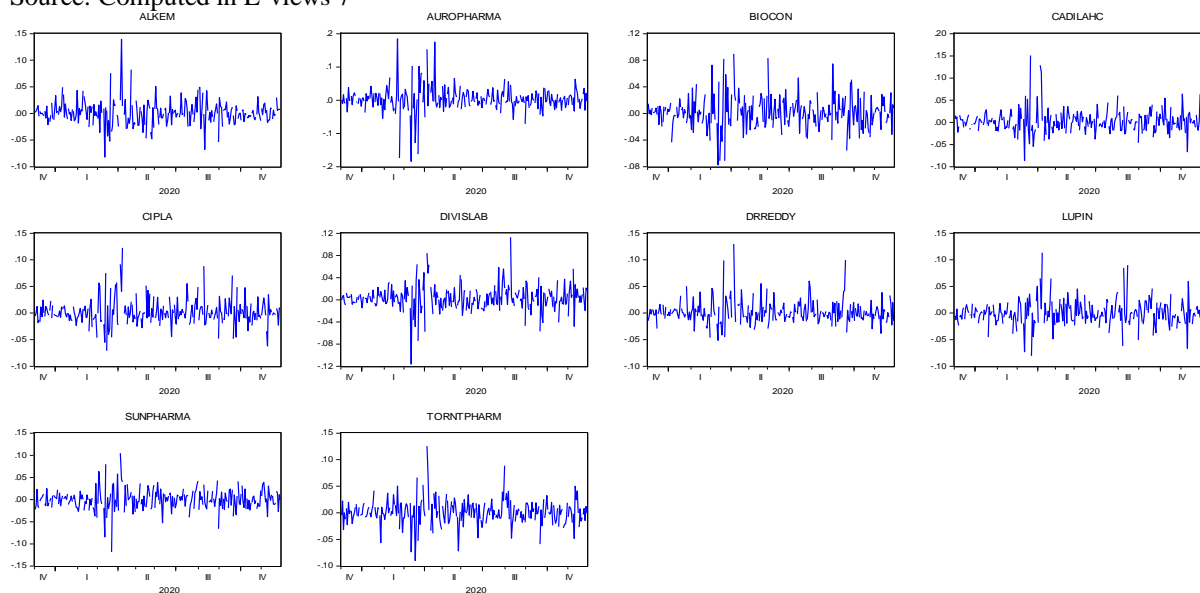 Source: Computed in E-views 7
ALKEM AUROPHARMA BIOCON CADILAHC
.15 .10 .05 .00 -.05 -.10
.2 .1 .0 -.1 -.2
.12 .08 .04 .00 -.04 -.08
.20 .15 .10 .05 .00 -.05 -.10
IV I II III IV IV I II III IV IV I II III IV IV I II III IV
2020 2020 2020 2020
CIPLA DIVISLAB DRREDDY LUPIN
.15 .10 .05 .00 -.05 -.10
.12 .08 .04 .00 -.04 -.08 -.12
.15 .10 .05 .00 -.05 -.10
.15 .10 .05 .00 -.05 -.10
IV I II III IV IV I II III IV IV I II III IV IV I II III IV
2020 2020 2020 2020
SUNPHARMA TORNTPHARM
.15 .10 .05 .00 -.05 -.10 -.15
.15 .10 .05 .00 -.05 -.10
IV I II III IV IV I II III IV
2020 2020